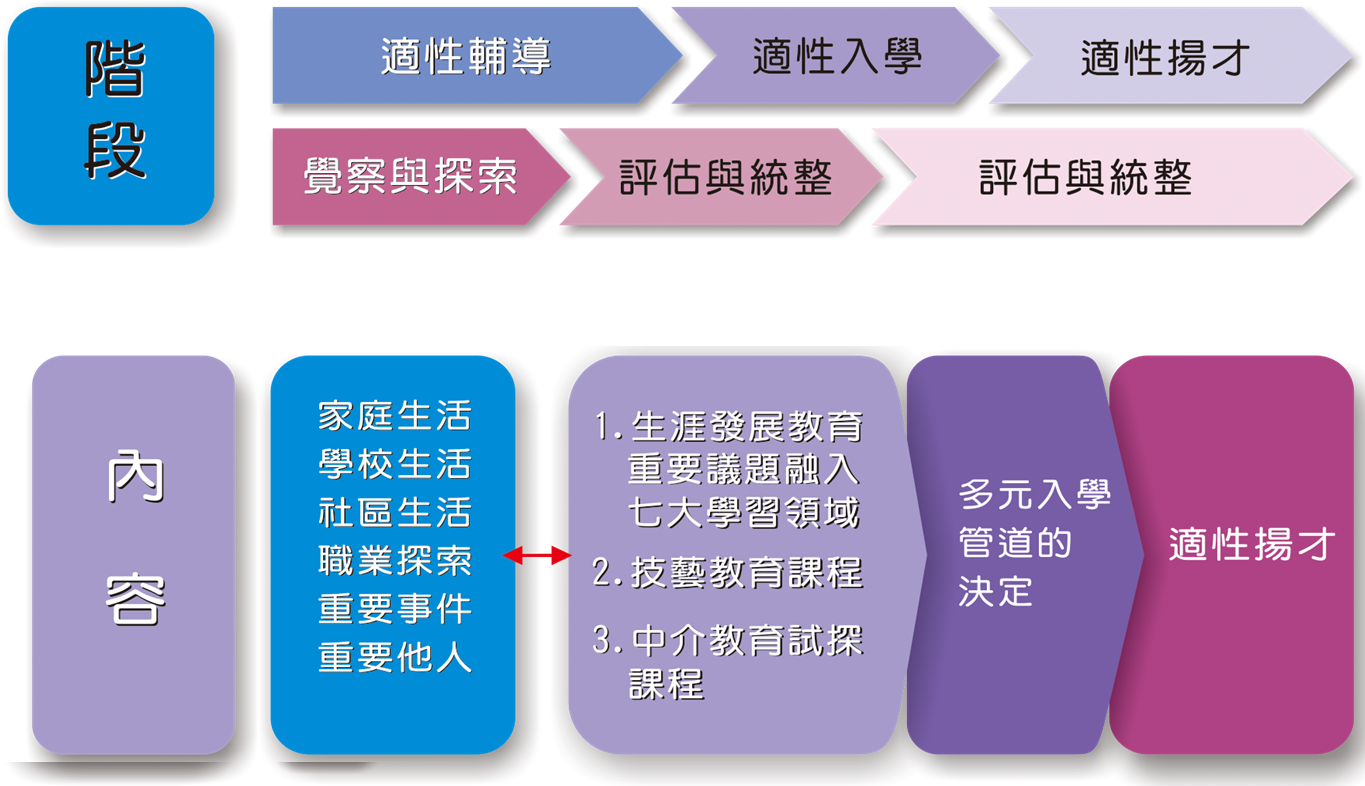 階
段
適性輔導
適性入學
適性揚才
覺察與探索
評估與統整
評估與統整
內
容
家庭生活
學校生活
社區生活
職業探索
重要事件
重要他人
1.生涯發展教育
重要議題融入
七大學習領域
2.技藝教育課程
3.中介教育試探
課程
多元入學
管道的
決定
適性揚才